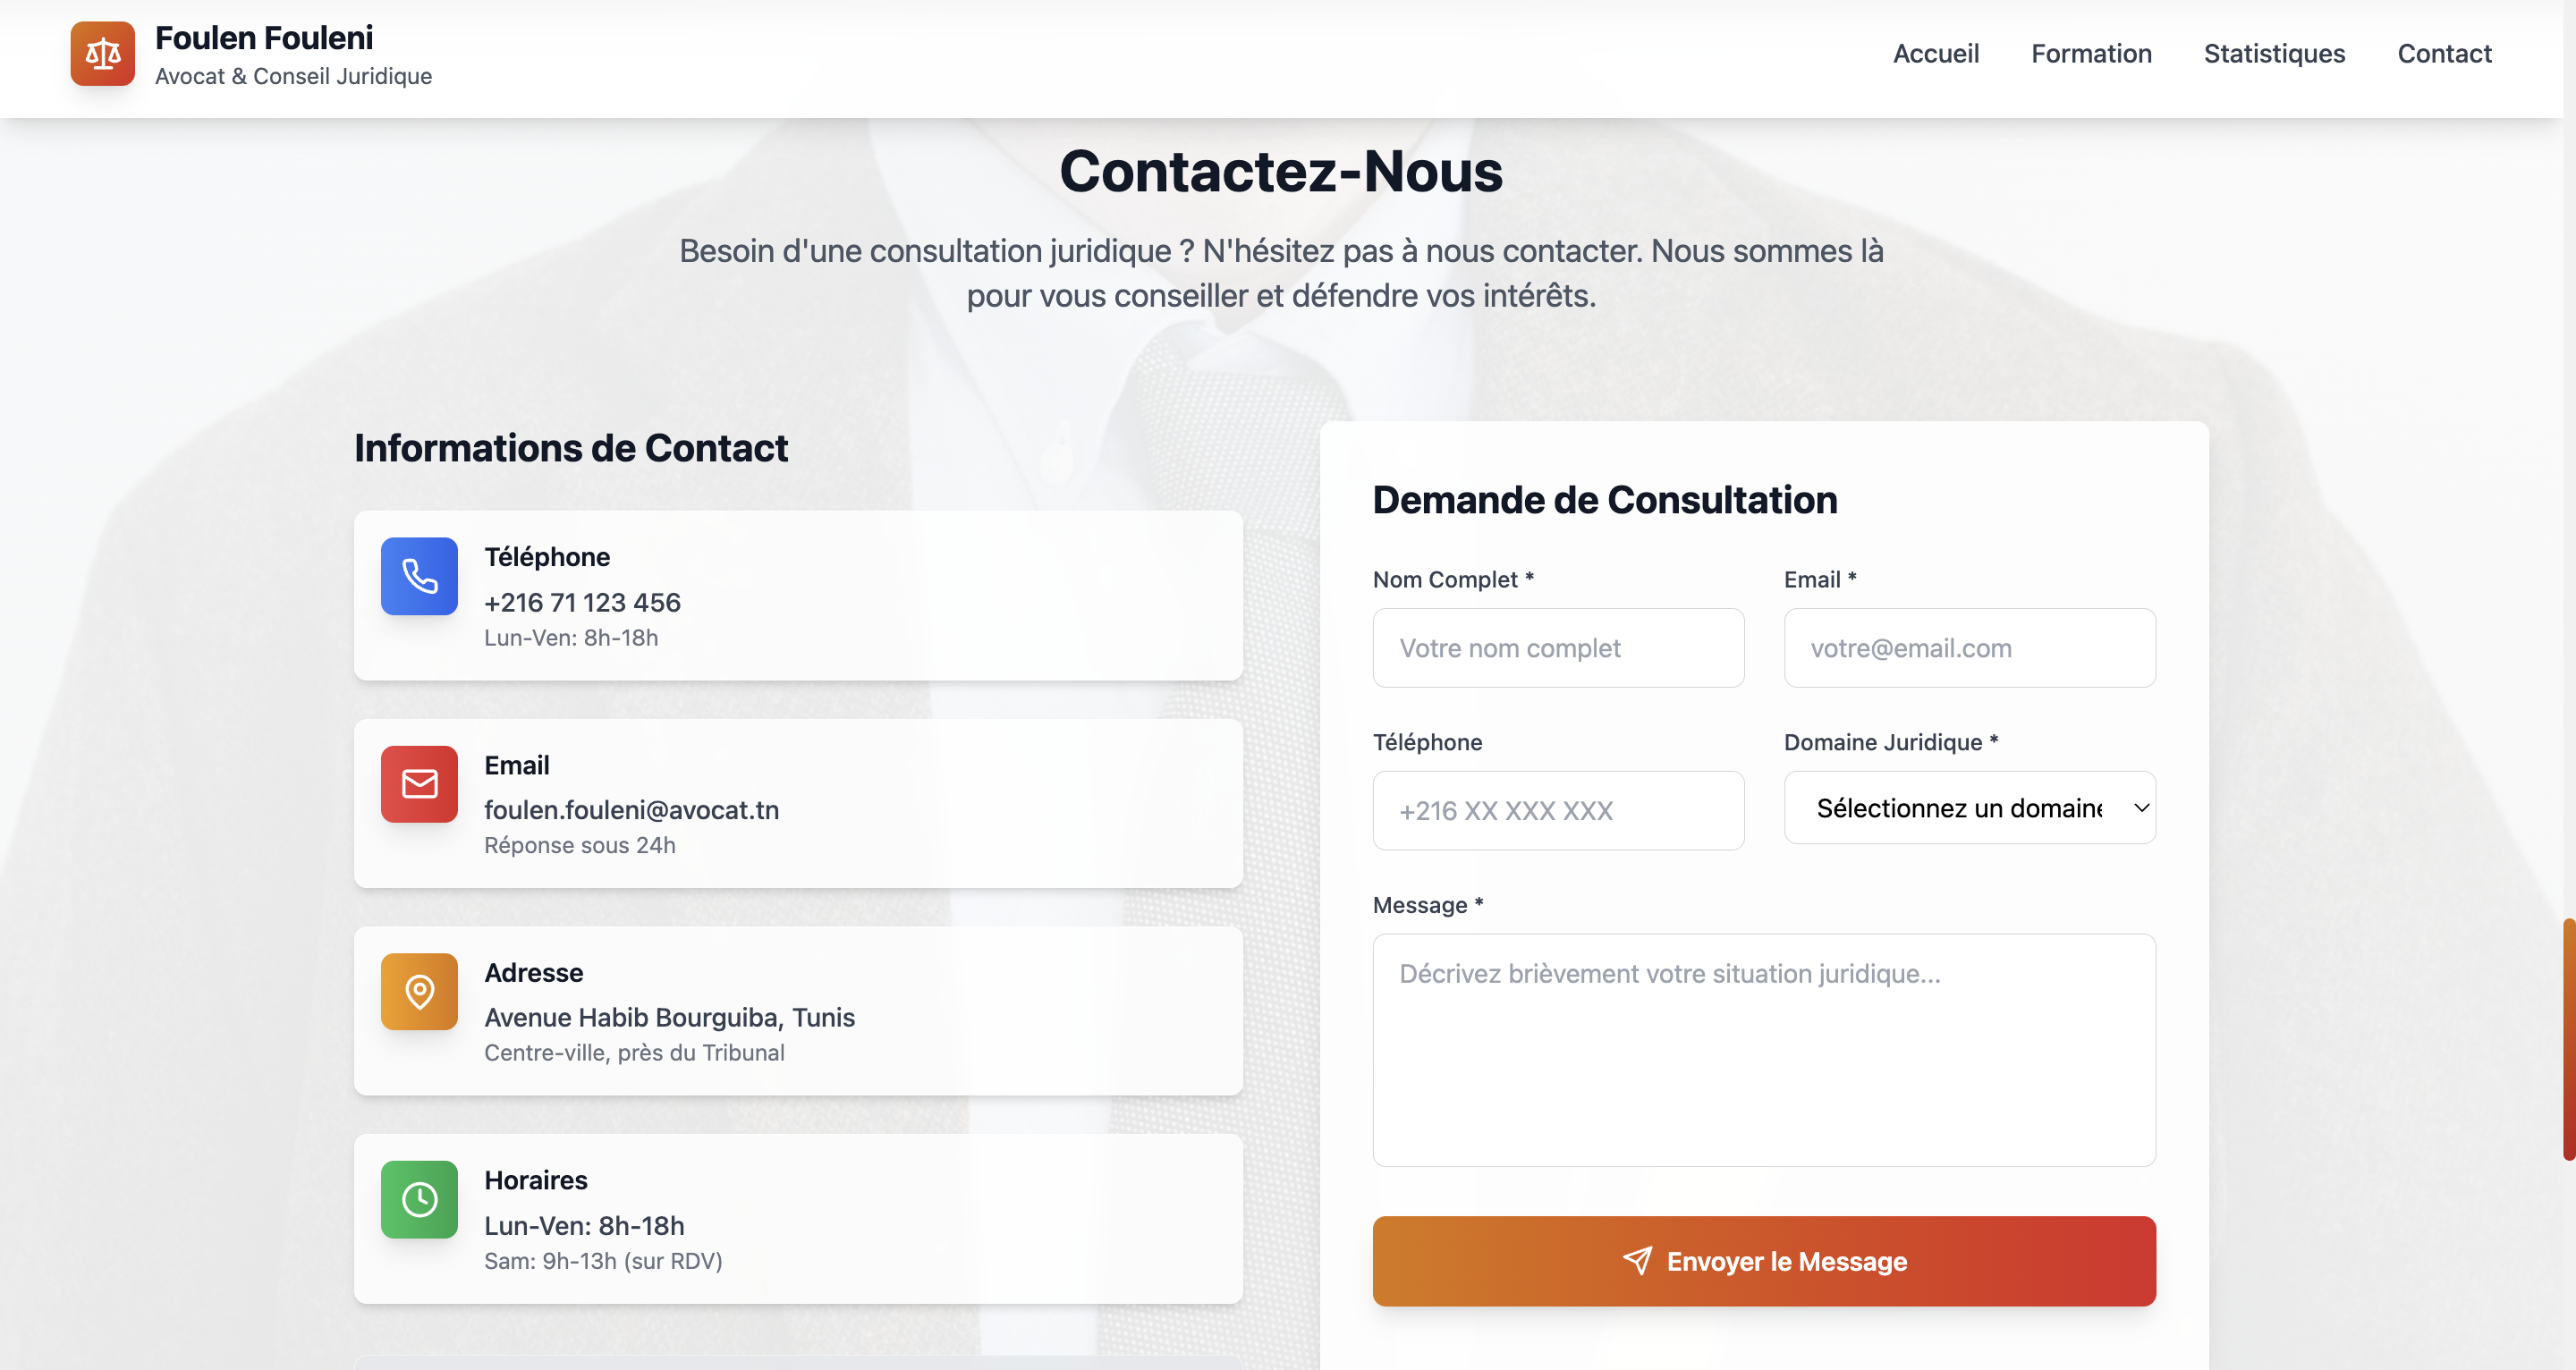 Foulen Fouleni
Avocat & Conseil Juridique
Accueil
Formation
Statistiques
Contact
Contactez-Nous
Besoin d'une consultation juridique ? N'hésitez pas à nous contacter. Nous sommes là
pour vous conseiller et défendre vos intérêts.
Informations de Contact
Téléphone
+216 71 123 456
Lun-Ven: 8h-18h
Email
foulen.fouleni@avocat.tn
Réponse sous 24h
Adresse
Avenue Habib Bourguiba, Tunis
Centre-ville, près du Tribunal
Horaires
Lun-Ven: 8h-18h
Sam: 9h-13h (sur RDV)
Demande de Consultation
Nom Complet *
Votre nom complet
Email *
votre@email.com
Téléphone
+216 XX XXX XXX
Domaine Juridique *
Sélectionnez un domaine
Message *
Décrivez brièvement votre situation juridique...
Envoyer le Message